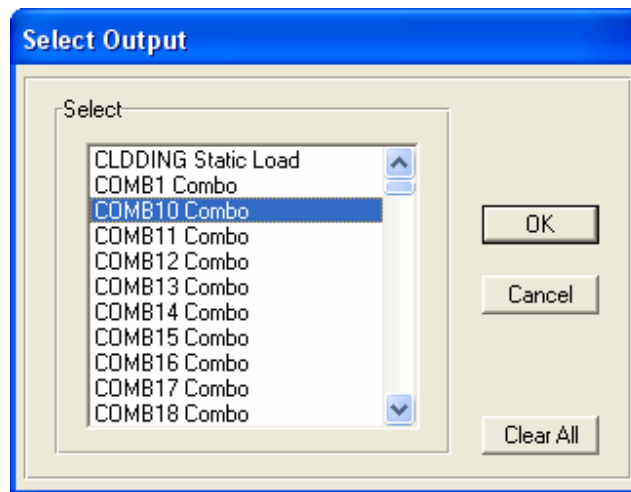 Select Output
Select
CLDDING Static Load
COMB1 Combo
COMB10 Combo
COMB11 Combo
COMB12 Combo
COMB13 Combo
COMB14 Combo
COMB15 Combo
COMB16 Combo
COMB17 Combo
COMB18 Combo
OK
Cancel
Clear All